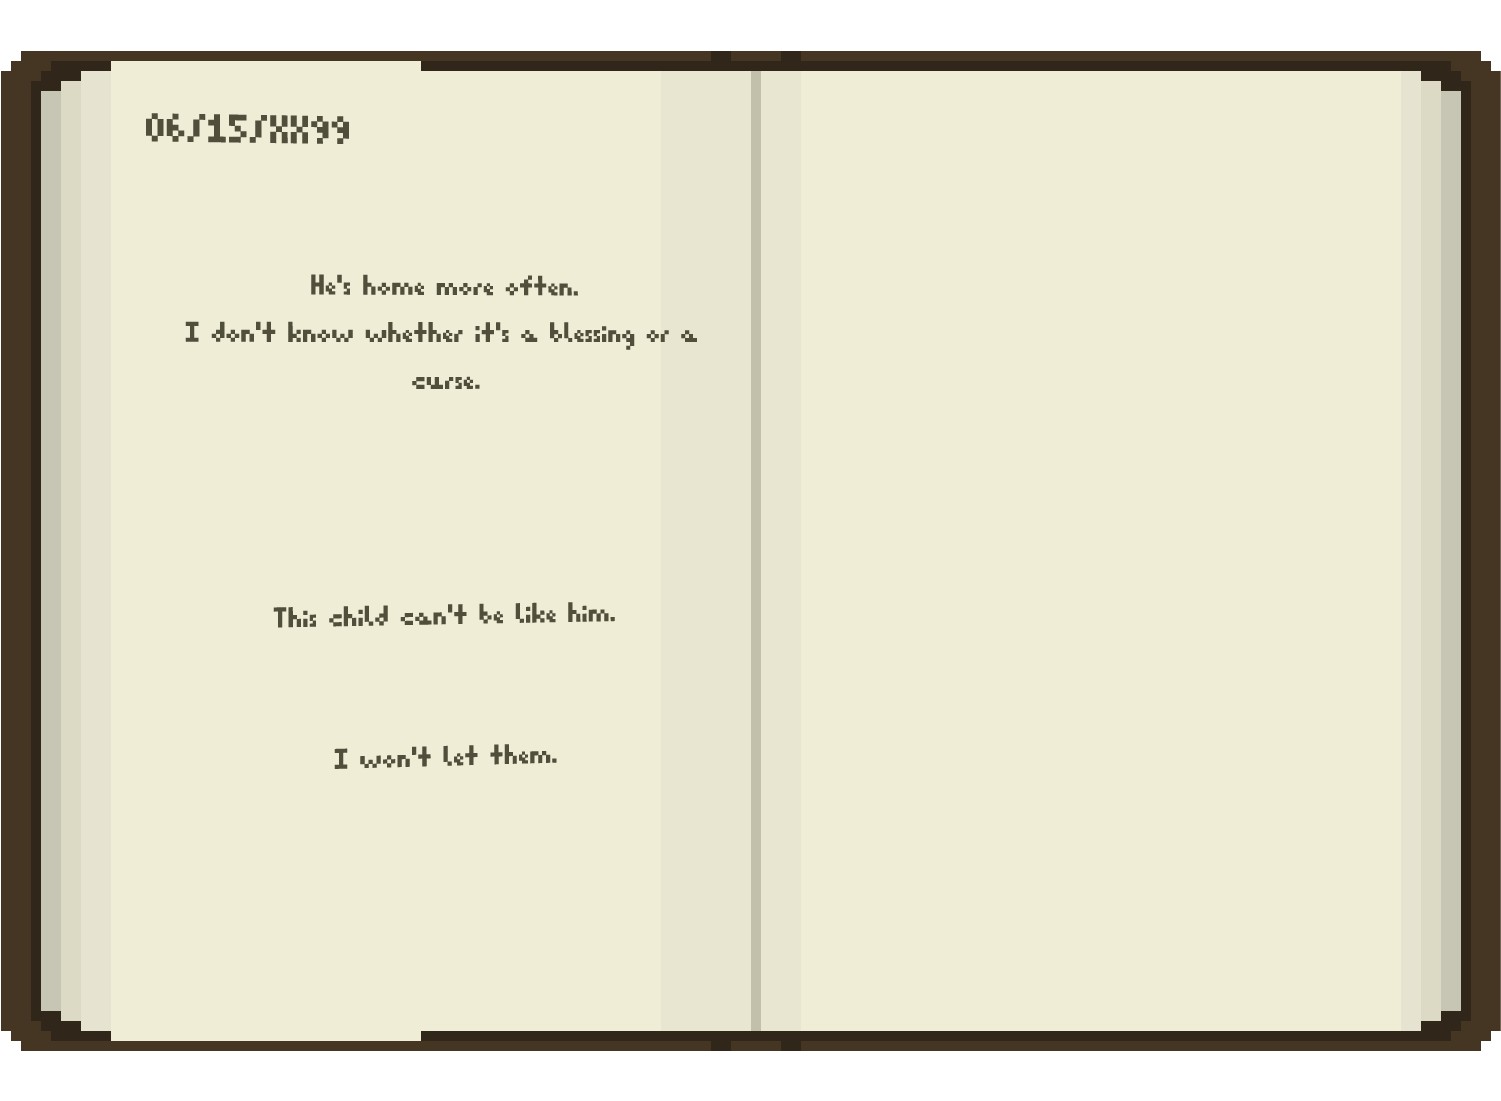 06/15/XX99
He's home more often.
I don't know whether it's a blessing or a
curse.
This child can't be like him.
I won't let them.